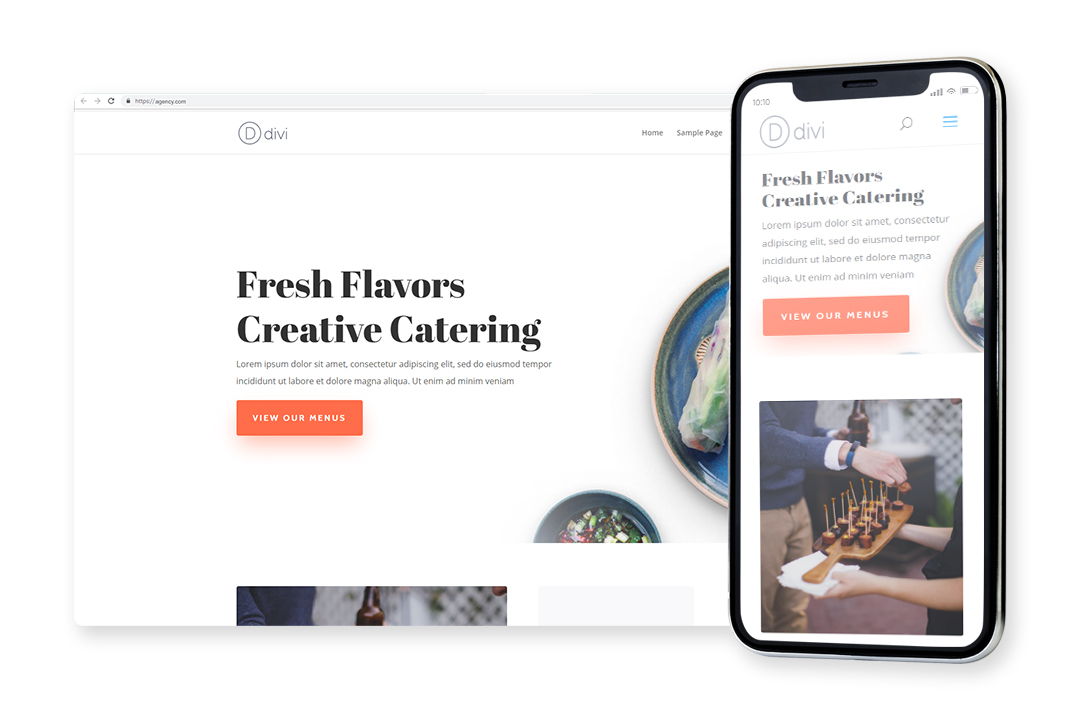 https://agency.com
D divi
Home Sample Page
Fresh Flavors
Creative Catering
Lorem ipsum dolor sit amet, consectetur adipiscing elit, sed do eiusmod tempor
incididunt ut labore et dolore magna aliqua. Ut enim ad minim veniam
VIEW OUR MENUS
10:10
D divi
Fresh Flavors
Creative Catering
Lorem ipsum dolor sit amet, consectetur
adipiscing elit, sed do eiusmod tempor
incididunt ut labore et dolore magna
aliqua. Ut enim ad minim veniam
VIEW OUR MENUS